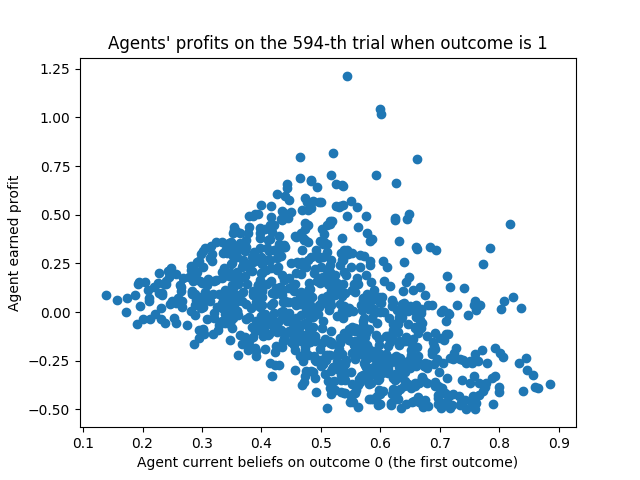 Agents' profits on the 594-th trial when outcome is 1
1.25
1.00
0.75
0.50
0.25
0.00
−0.25
−0.50
Agent earned profit
0.1 0.2 0.3 0.4 0.5 0.6 0.7 0.8 0.9
Agent current beliefs on outcome 0 (the first outcome)